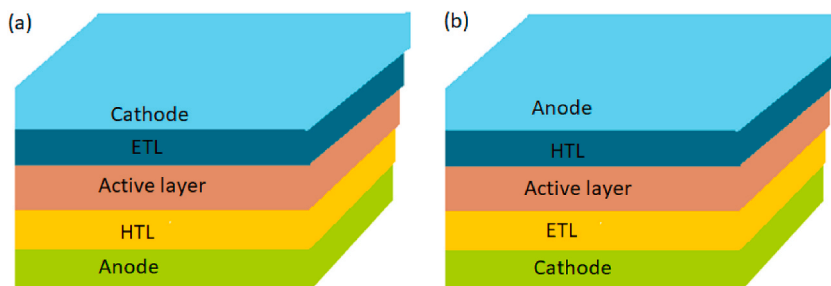 (a)
Cathode
ETL
Active layer
HTL
Anode
(b)
Anode
HTL
Active layer
ETL
Cathode